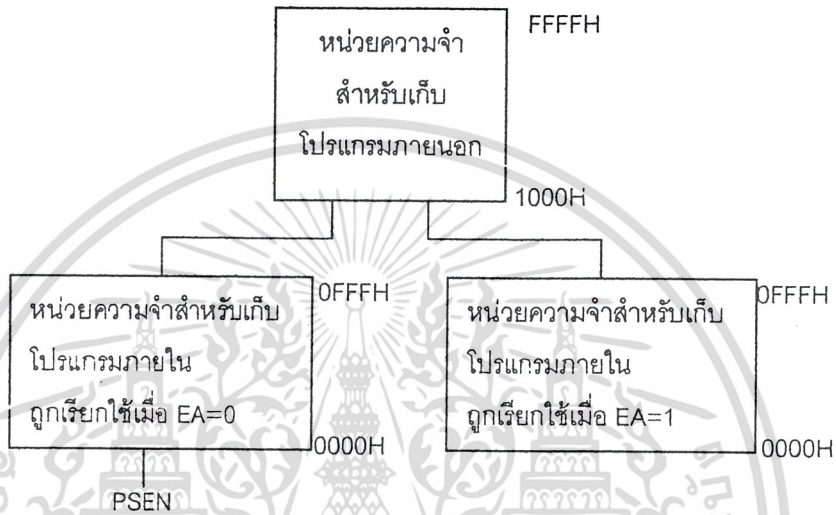 หน่วยความจำ
สำหรับเก็บ
โปรแกรมภายนอก
FFFFH
1000H
หน่วยความจำสำหรับเก็บ
โปรแกรมภายใน
ถูกเรียกใช้เมื่อ EA=0
0FFFH
0000H
PSEN
หน่วยความจำสำหรับเก็บ
โปรแกรมภายใน
ถูกเรียกใช้เมื่อ EA=1
0FFFH
0000H